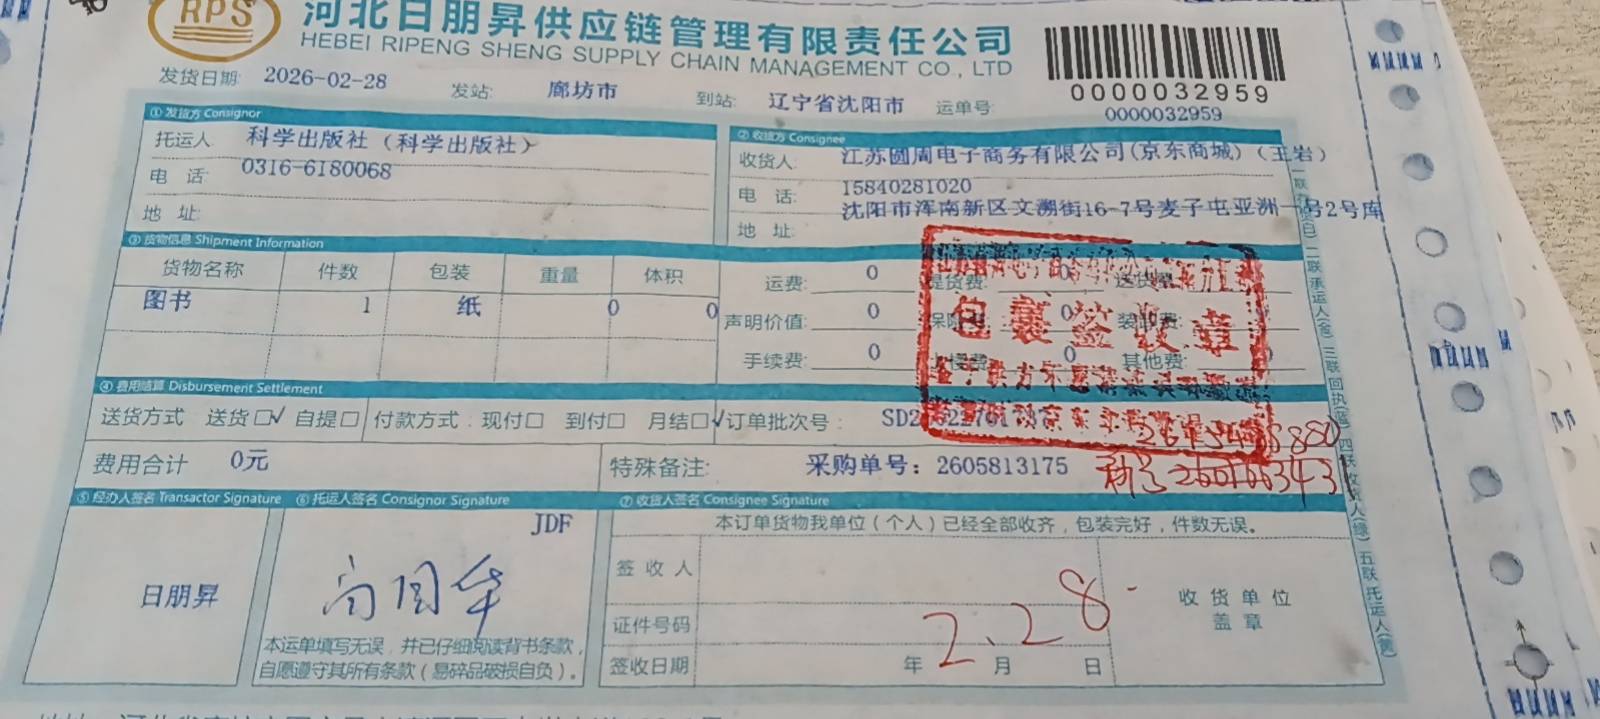 RPS
河北日朋昇供应链管理有限责任公司
HEBEI RIPENG SHENG SUPPLY CHAIN MANAGEMENT CO., LTD
0000032959
发货日期: 2026-02-28 发站: 廊坊市 到站: 辽宁省沈阳市 运单号: 0000032959
① 发货方 Consignor
托运人 科学出版社（科学出版社）
电 话: 0316-6180068
地 址:
② 收货方 Consignee
收货人: 江苏圆周电子商务有限公司(京东商城)（王岩）
电 话: 15840281020
地 址: 沈阳市浑南新区文溯街16-7号麦子屯亚洲一号2号库
③ 货物信息 Shipment Information
货物名称 件数 包装 重量 体积
图书 1 纸 0 0
运费: 0 提货费: 0 送货费:
声明价值: 0 保险 0 装卸费:
手续费: 0 0 其他费:
包裹签收章
④ 费用结算 Disbursement Settlement
送货方式 送货□√ 自提□ 付款方式：现付□ 到付□ 月结□√ 订单批次号：
费用合计 0元
特殊备注: 采购单号: 2605813175
⑤ 经办人签名 Transactor Signature
日朋昇
⑥ 托运人签名 Consignor Signature
JDF
本运单填写无误，并已仔细阅读背书条款，
自愿遵守其所有条款（易碎品破损自负）。
⑦ 收货人签名 Consignee Signature
本订单货物我单位（个人）已经全部收齐，包装完好，件数无误。
签 收 人
证件号码
签收日期 年 月 日
2.28
收 货 单 位
盖 章